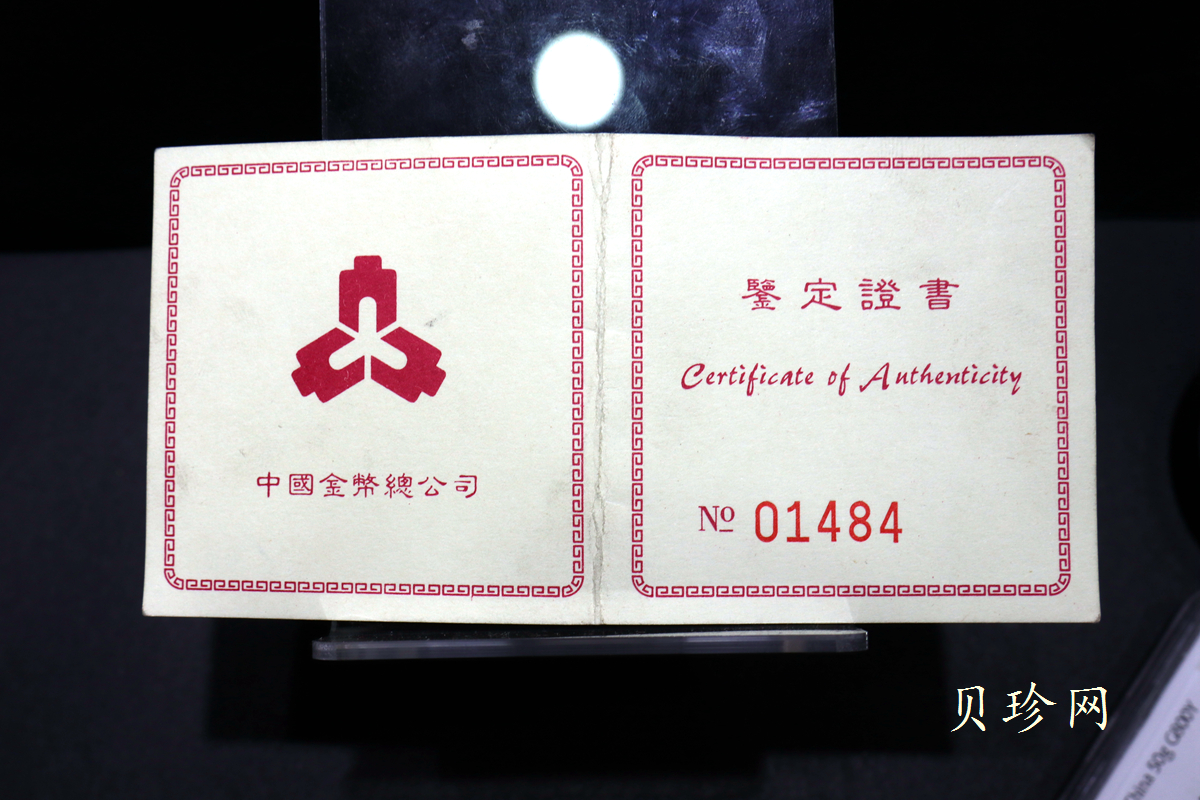 中國金幣總公司
鑒定證書
Certificate of Authenticity
№ 01484
贝珍网
50g